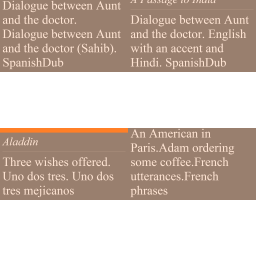 Dialogue between Aunt
and the doctor.
Dialogue between Aunt
and the doctor (Sahib).
SpanishDub
A Passage to India
Dialogue between Aunt
and the doctor. English
with an accent and
Hindi. SpanishDub
Aladdin
Three wishes offered.
Uno dos tres. Uno dos
tres mejicanos
An American in
Paris.Adam ordering
some coffee.French
utterances.French
phrases